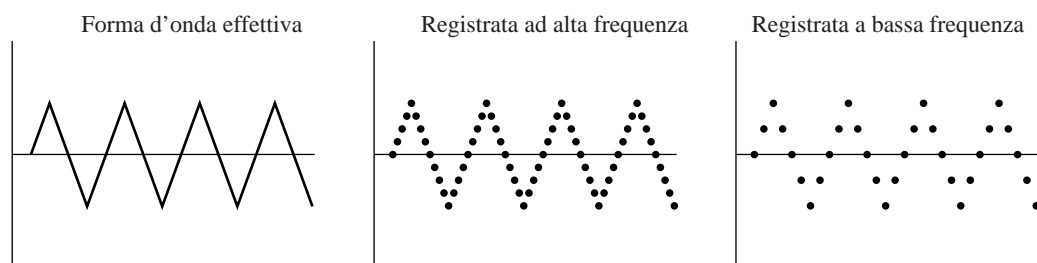 Forma d'onda effettiva
Registrata ad alta frequenza
Registrata a bassa frequenza